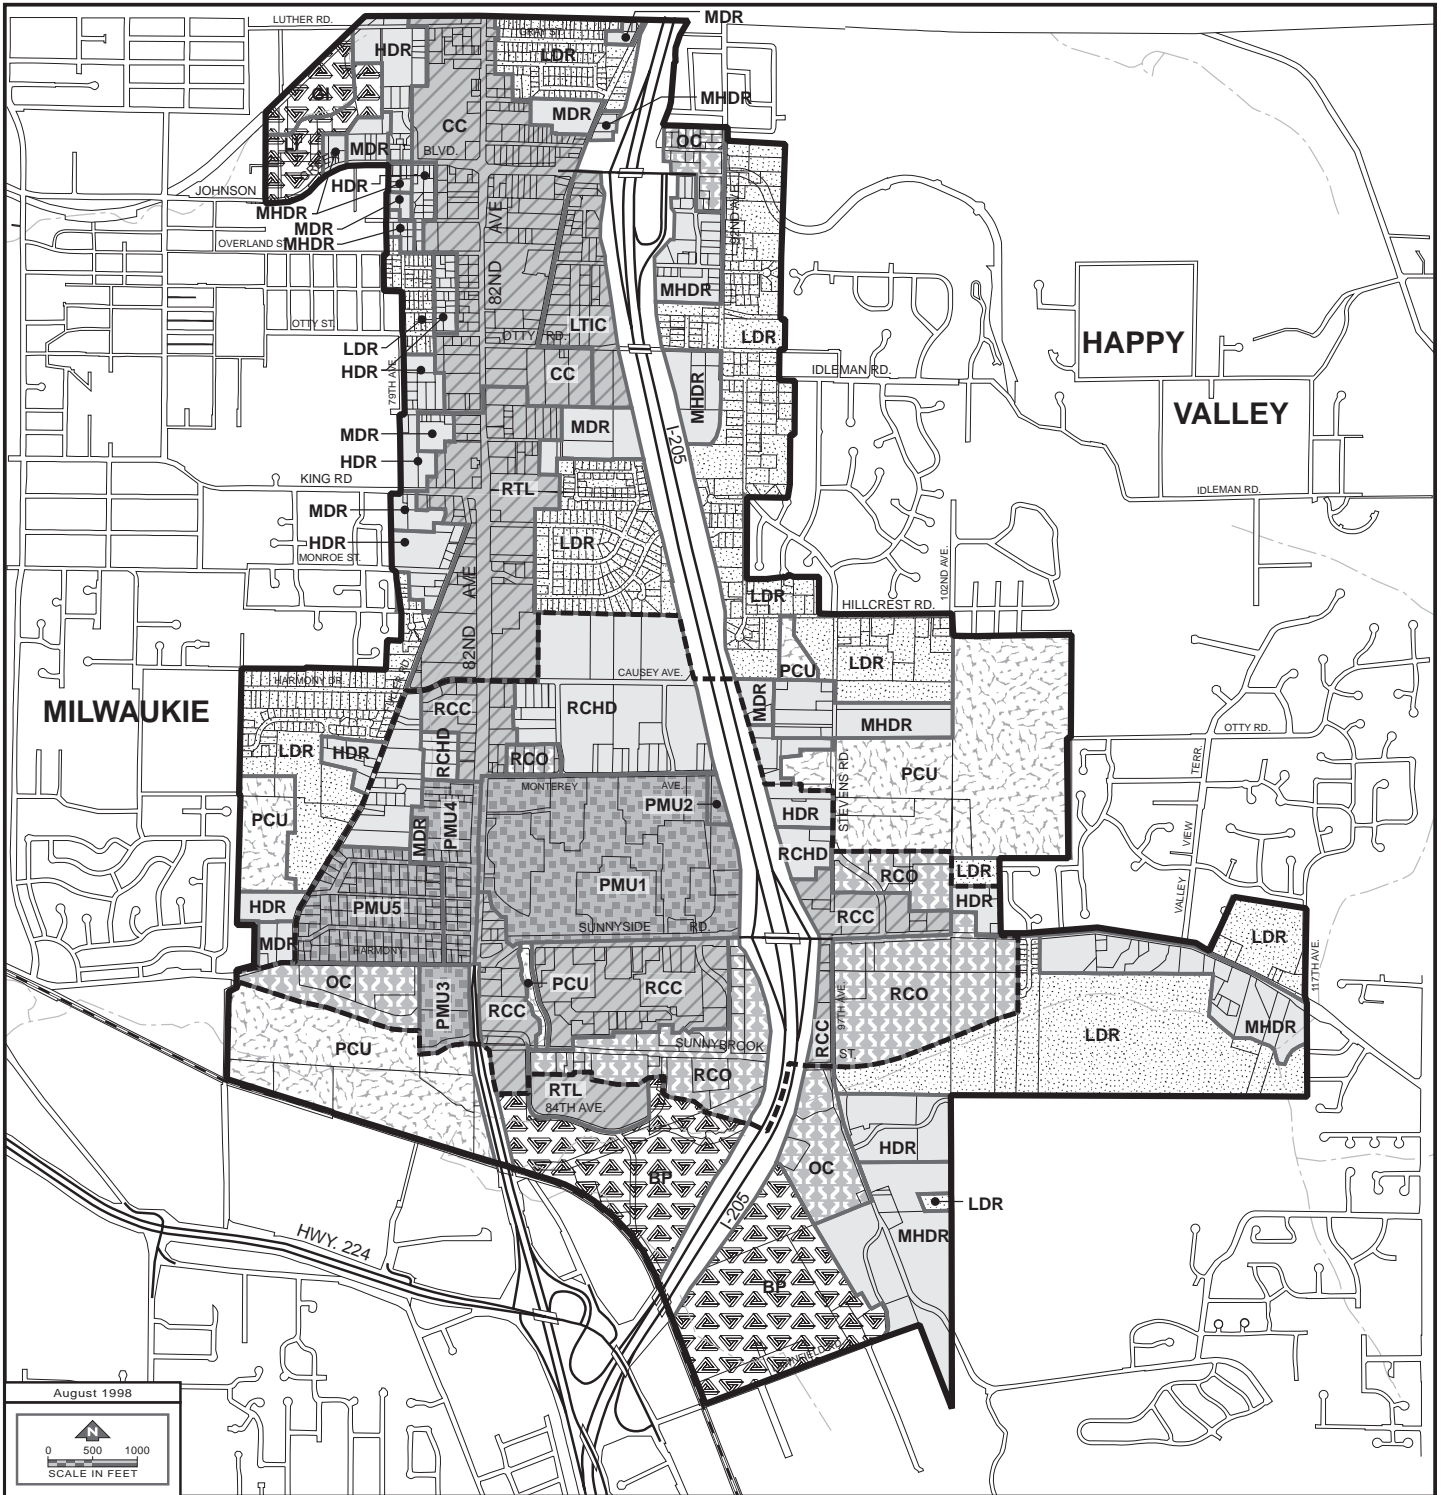 LUTHER RD.
MDR
GRAY ST.
HDR
LDR
MHDR
MDR
CC
OC
BLVD.
MDR
HDR
JOHNSON
MHDR
MDR
MHDR
OVERLAND ST.
AVE
82ND
92ND AVE.
MHDR
OTTY ST.
LTIC
OTTY RD.
LDR
HAPPY
LDR
HDR
79TH AVE.
CC
IDLEMAN RD.
MHDR
VALLEY
MDR
MDR
I-205
HDR
KING RD
RTL
IDLEMAN RD.
MDR
HDR
LDR
MONROE ST.
102ND AVE.
AVE
82ND
LDR
HILLCREST RD.
PCU
LDR
CAUSEY AVE.
HARMONY DR.
MILWAUKIE
RCC
RCHD
MDR
MHDR
OTTY RD.
LDR
HDR
RCHD
RCO
STEVENS RD.
PCU
TERR.
MONTEREY
AVE.
PMU2
PCU
MDR
PMU4
HDR
VIEW
RCHD
PMU1
RCO
LDR
HDR
PMU5
RCC
HDR
VALLEY
SUNNYSIDE
RD.
MDR
HARMONY
LDR
117TH AVE.
OC
PMU3
PCU
RCC
RCC
RCO
97TH AVE.
RCC
MHDR
LDR
PCU
SUNNYBROOK
ST.
RCO
RTL
84TH AVE.
HDR
BP
OC
LDR
I-205
MHDR
HWY. 224
BP
August 1998
N
0 500 1000
SCALE IN FEET